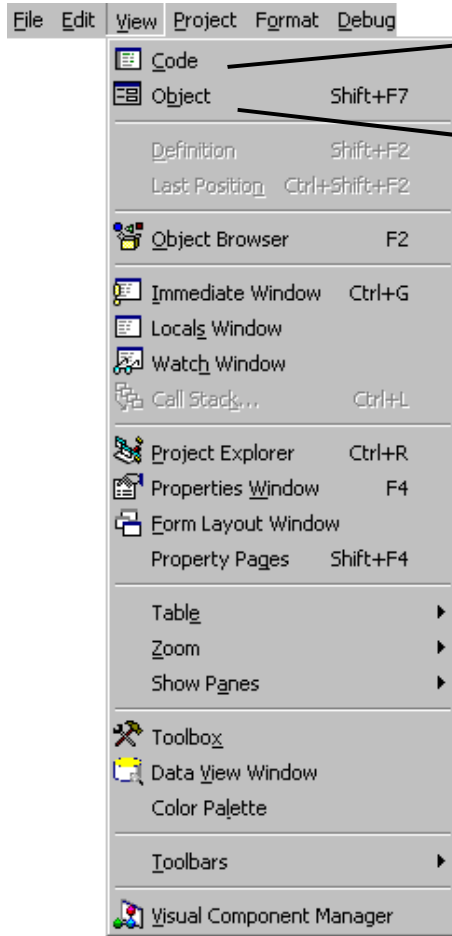 File Edit View Project Format Debug
Code
Object Shift+F7
Definition Shift+F2
Last Position Ctrl+Shift+F2
Object Browser F2
Immediate Window Ctrl+G
Locals Window
Watch Window
Call Stack... Ctrl+L
Project Explorer Ctrl+R
Properties Window F4
Form Layout Window
Property Pages Shift+F4
Table
Zoom
Show Panes
Toolbox
Data View Window
Color Palette
Toolbars
Visual Component Manager